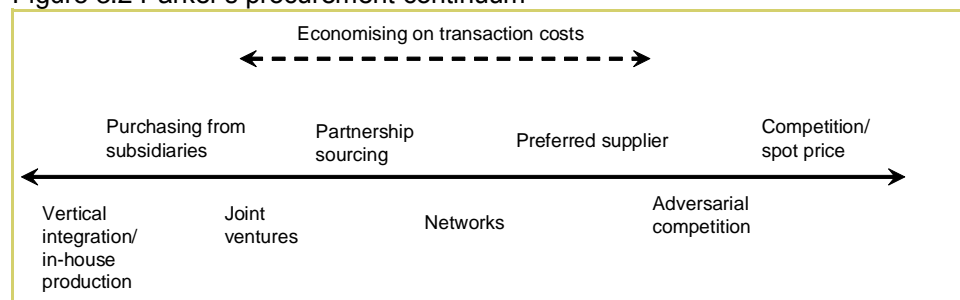 Figure 8.2 Parker's procurement continuum
Economising on transaction costs
Purchasing from
subsidiaries
Partnership
sourcing
Preferred supplier
Competition/
spot price
Vertical
integration/
in-house
production
Joint
ventures
Networks
Adversarial
competition